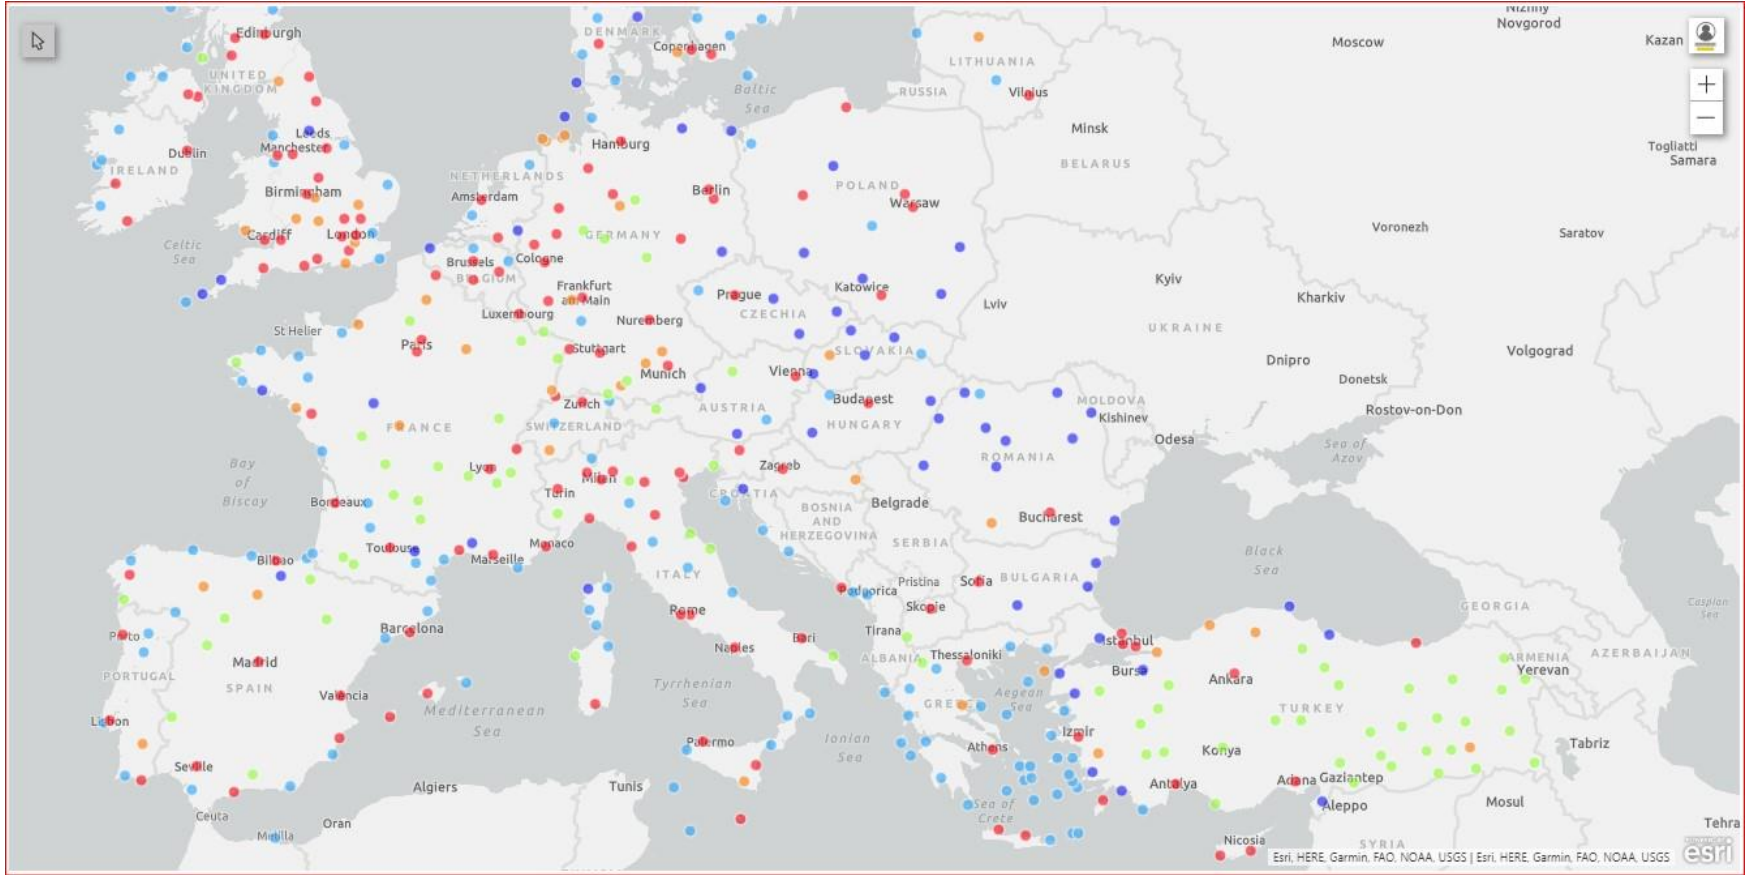 Nizhny
Novgorod
Edinburgh
DENMARK
Copenhagen
Moscow
Kazan
LITHUANIA
UNITED
KINGDOM
Baltic
Sea
RUSSIA
Vilnius
Minsk
Togliatti
Samara
Leeds
Manchester
Dublin
IRELAND
Hamburg
BELARUS
NETHERLANDS
Amsterdam
Birmingham
Berlin
POLAND
Warsaw
Voronezh
Saratov
Celtic
Sea
Cardiff
London
GERMANY
Brussels
BELGIUM
Cologne
Kyiv
Kharkiv
Frankfurt
am Main
Prague
Katowice
Lviv
CZECHIA
Luxembourg
Nuremberg
UKRAINE
St Helier
Paris
Stuttgart
SLOVAKIA
Volgograd
Dnipro
Munich
Vienna
Donetsk
Zurich
AUSTRIA
Budapest
MOLDOVA
Kishinev
Rostov-on-Don
FRANCE
SWITZERLAND
HUNGARY
Odesa
Sea of
Azov
ROMANIA
Bay
of
Biscay
Lyon
Milan
Zagreb
Turin
CROATIA
Bordeaux
BOSNIA
AND
HERZEGOVINA
Belgrade
Bucharest
SERBIA
Toulouse
Marseille
Monaco
Bilbao
Black
Sea
ITALY
Podgorica
Pristina
Sofia
BULGARIA
Skopje
GEORGIA
Caspian
Sea
Rome
Porto
Barcelona
Bari
Tirana
Istanbul
Naples
Madrid
ALBANIA
Thessaloniki
Bursa
ARMENIA
Yerevan
AZERBAIJAN
PORTUGAL
SPAIN
Valencia
Tyrrhenian
Sea
Aegean
Sea
Ankara
Lisbon
Mediterranean
Sea
GREECE
TURKEY
Ionian
Sea
Palermo
Athens
Izmir
Konya
Tabriz
Seville
Algiers
Tunis
Antalya
Adana
Gaziantep
Sea of
Crete
Aleppo
Mosul
Ceuta
Oran
Melilla
Tehra
Nicosia
SYRIA
POWERED BY
esri
Esri, HERE, Garmin, FAO, NOAA, USGS | Esri, HERE, Garmin, FAO, NOAA, USGS